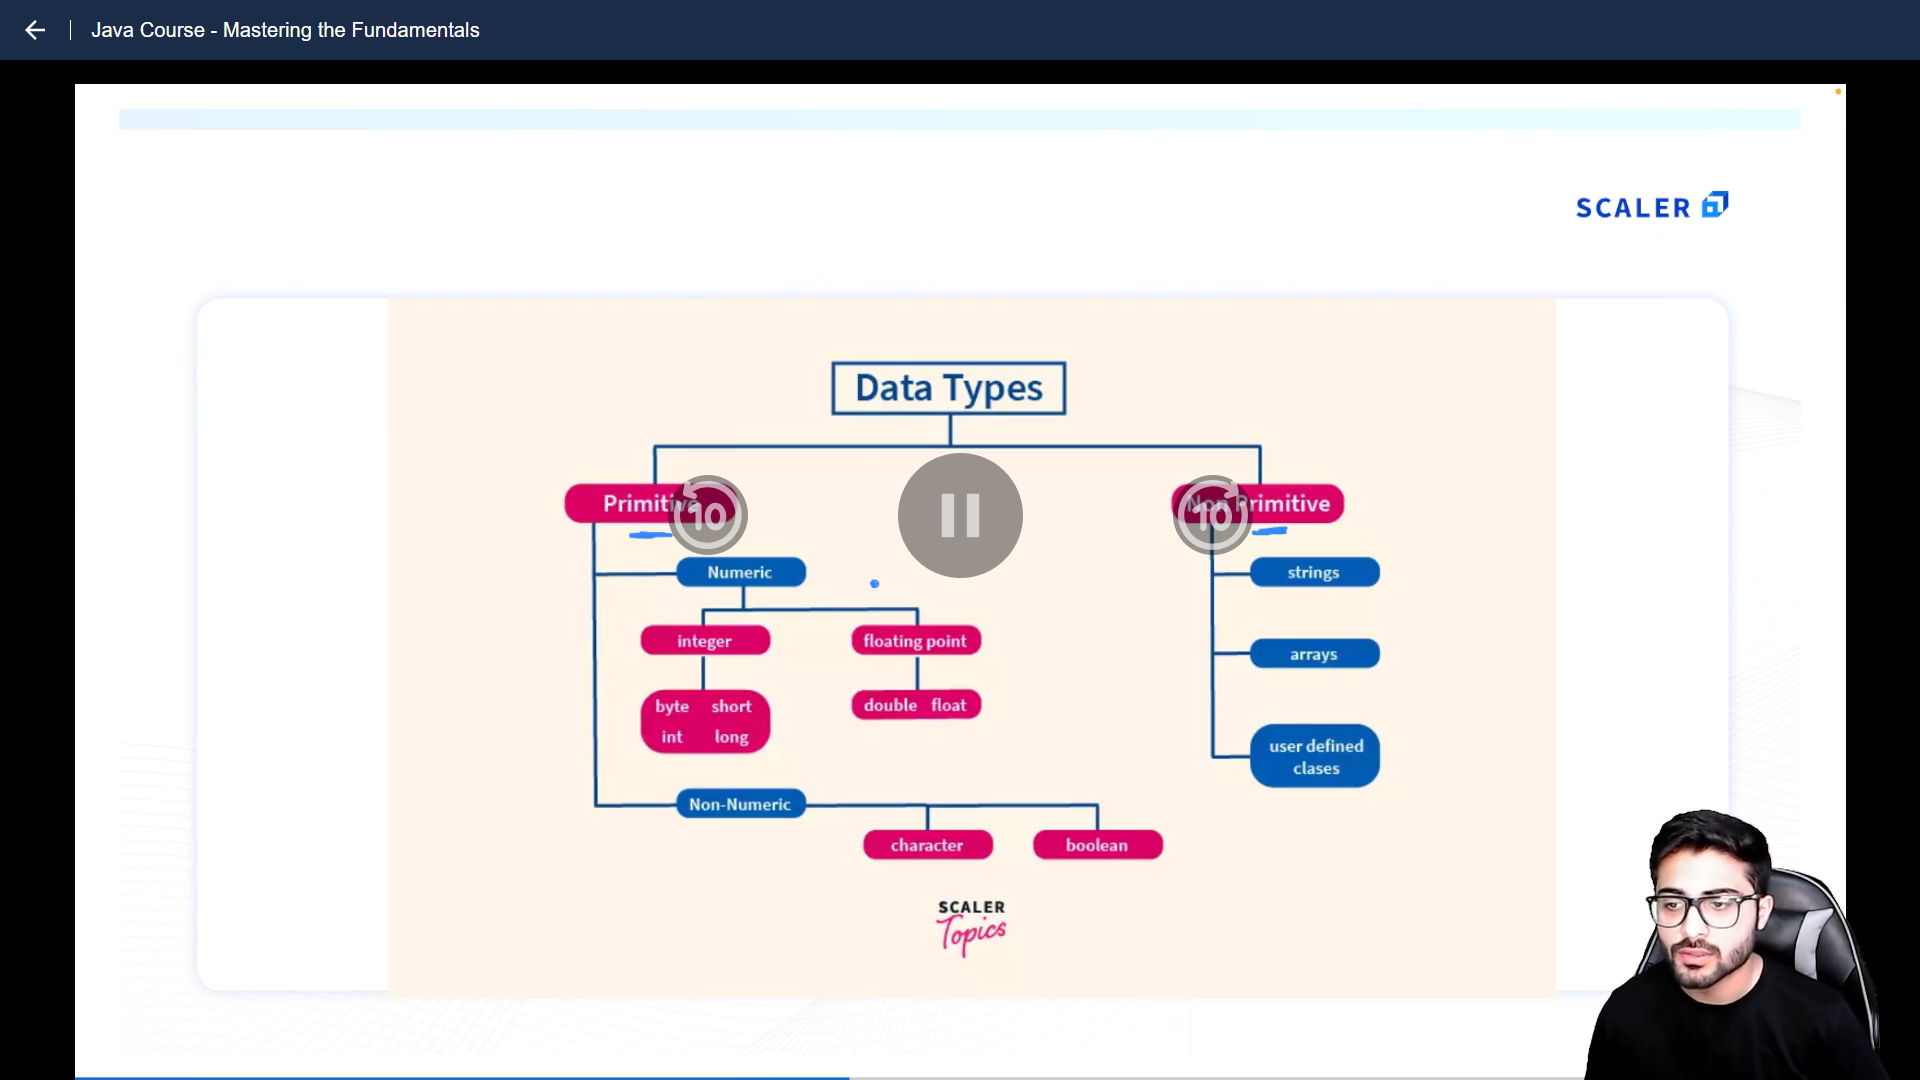 Java Course - Mastering the Fundamentals
SCALER
Data Types
Primitive
Non Primitive
10
10
Numeric
strings
integer
floating point
arrays
byte short
int long
double float
user defined
clases
Non-Numeric
character
boolean
SCALER
Topics